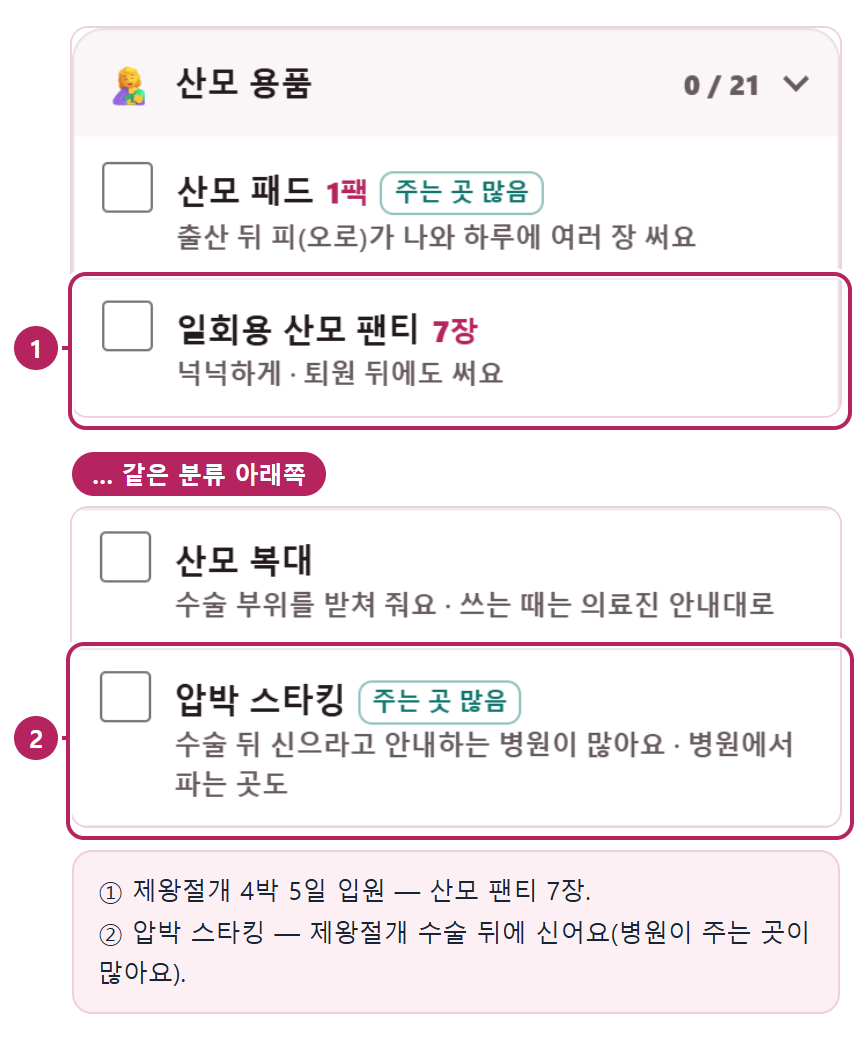 산모 용품
0 / 21
산모 패드 1팩 주는 곳 많음
출산 뒤 피(오로)가 나와 하루에 여러 장 써요
1
일회용 산모 팬티 7장
넉넉하게 · 퇴원 뒤에도 써요
... 같은 분류 아래쪽
산모 복대
수술 부위를 받쳐 줘요 · 쓰는 때는 의료진 안내대로
2
압박 스타킹 주는 곳 많음
수술 뒤 신으라고 안내하는 병원이 많아요 · 병원에서
파는 곳도
① 제왕절개 4박 5일 입원 — 산모 팬티 7장.
② 압박 스타킹 — 제왕절개 수술 뒤에 신어요(병원이 주는 곳이
많아요).